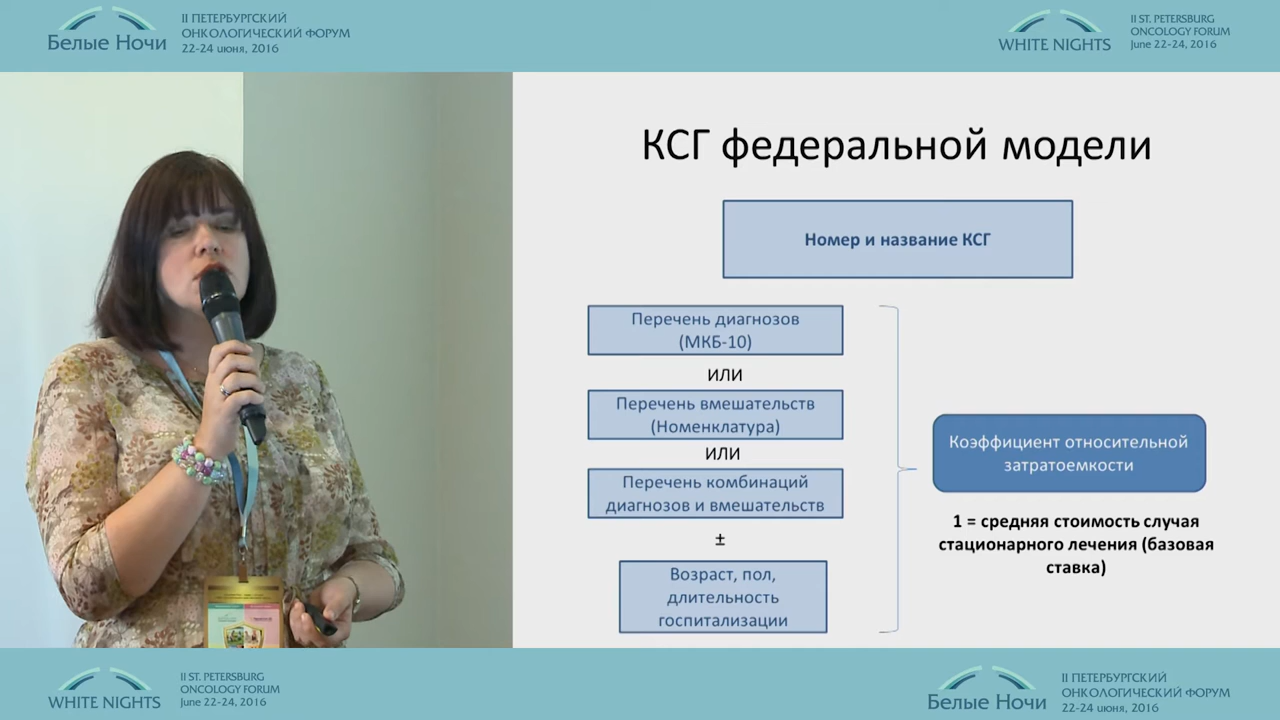 Белые Ночи
II ПЕТЕРБУРГСКИЙ
ОНКОЛОГИЧЕСКИЙ ФОРУМ
22-24 июня, 2016
WHITE NIGHTS
II ST. PETERSBURG
ONCOLOGY FORUM
June 22-24, 2016
КСГ федеральной модели
Номер и название КСГ
Перечень диагнозов
(МКБ-10)
ИЛИ
Перечень вмешательств
(Номенклатура)
ИЛИ
Перечень комбинаций
диагнозов и вмешательств
±
Возраст, пол,
длительность
госпитализации
Коэффициент относительной
затратоемкости
1 = средняя стоимость случая
стационарного лечения (базовая
ставка)
WHITE NIGHTS
II ST. PETERSBURG
ONCOLOGY FORUM
June 22-24, 2016
Белые Ночи
II ПЕТЕРБУРГСКИЙ
ОНКОЛОГИЧЕСКИЙ ФОРУМ
22-24 июня, 2016